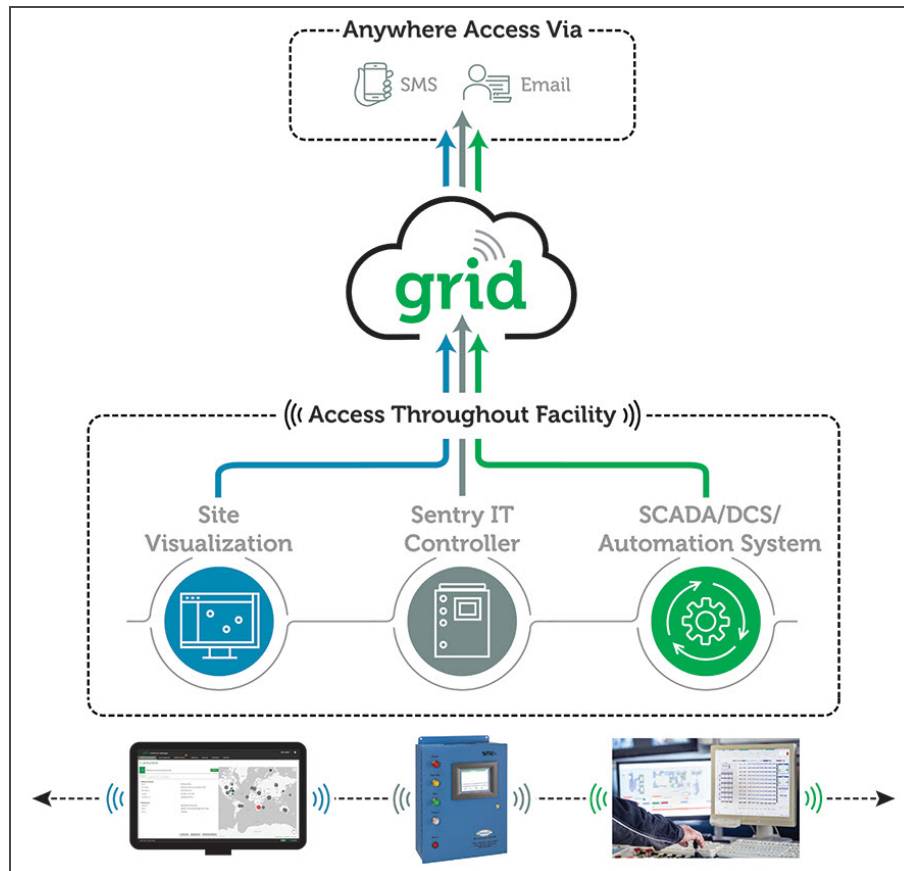 Anywhere Access Via
SMS
Email
grid
Access Throughout Facility
Site
Visualization
Sentry IT
Controller
SCADA/DCS/
Automation System